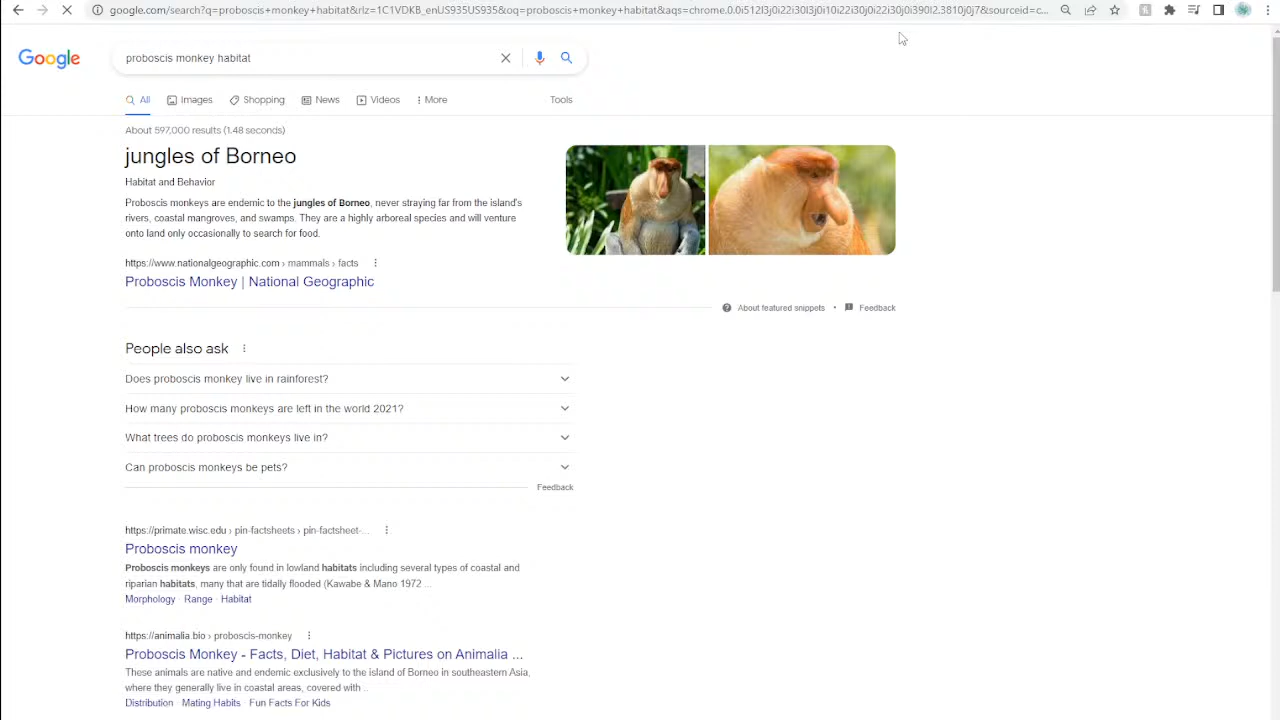 google.com/search?q=proboscis+monkey+habitat&rlz=1C1VDKB_enUS935US935&oq=proboscis+monkey+habitat&aqs=chrome.0.0i512l3j0i22i30l3j0i10i22i30j0i22i30j0i390l2.3810j0j7&sourceid=c...
Google
proboscis monkey habitat
All Images Shopping News Videos More Tools
About 597,000 results (1.48 seconds)
jungles of Borneo
Habitat and Behavior
Proboscis monkeys are endemic to the jungles of Borneo, never straying far from the island's
rivers, coastal mangroves, and swamps. They are a highly arboreal species and will venture
onto land only occasionally to search for food.
https://www.nationalgeographic.com › mammals › facts
Proboscis Monkey | National Geographic
About featured snippets • Feedback
People also ask
Does proboscis monkey live in rainforest?
How many proboscis monkeys are left in the world 2021?
What trees do proboscis monkeys live in?
Can proboscis monkeys be pets?
Feedback
https://primate.wisc.edu › pin-factsheets › pin-factsheet-...
Proboscis monkey
Proboscis monkeys are only found in lowland habitats including several types of coastal and
riparian habitats, many that are tidally flooded (Kawabe & Mano 1972 ...
Morphology · Range · Habitat
https://animalia.bio › proboscis-monkey
Proboscis Monkey - Facts, Diet, Habitat & Pictures on Animalia ...
These animals are native and endemic exclusively to the island of Borneo in southeastern Asia,
where they generally live in coastal areas, covered with ..
Distribution · Mating Habits · Fun Facts For Kids